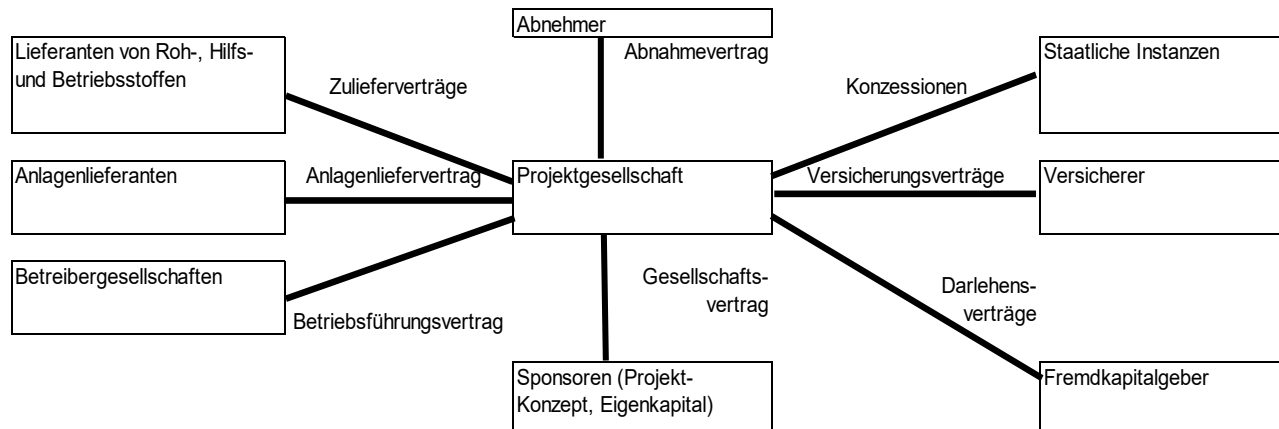 Abnehmer
Lieferanten von Roh-, Hilfs-
und Betriebsstoffen
Abnahmevertrag
Staatliche Instanzen
Zulieferverträge
Konzessionen
Anlagenlieferanten
Anlagenliefervertrag
Projektgesellschaft
Versicherungsverträge
Versicherer
Betreibergesellschaften
Gesellschafts-
vertrag
Darlehens-
verträge
Betriebsführungsvertrag
Sponsoren (Projekt-
Konzept, Eigenkapital)
Fremdkapitalgeber